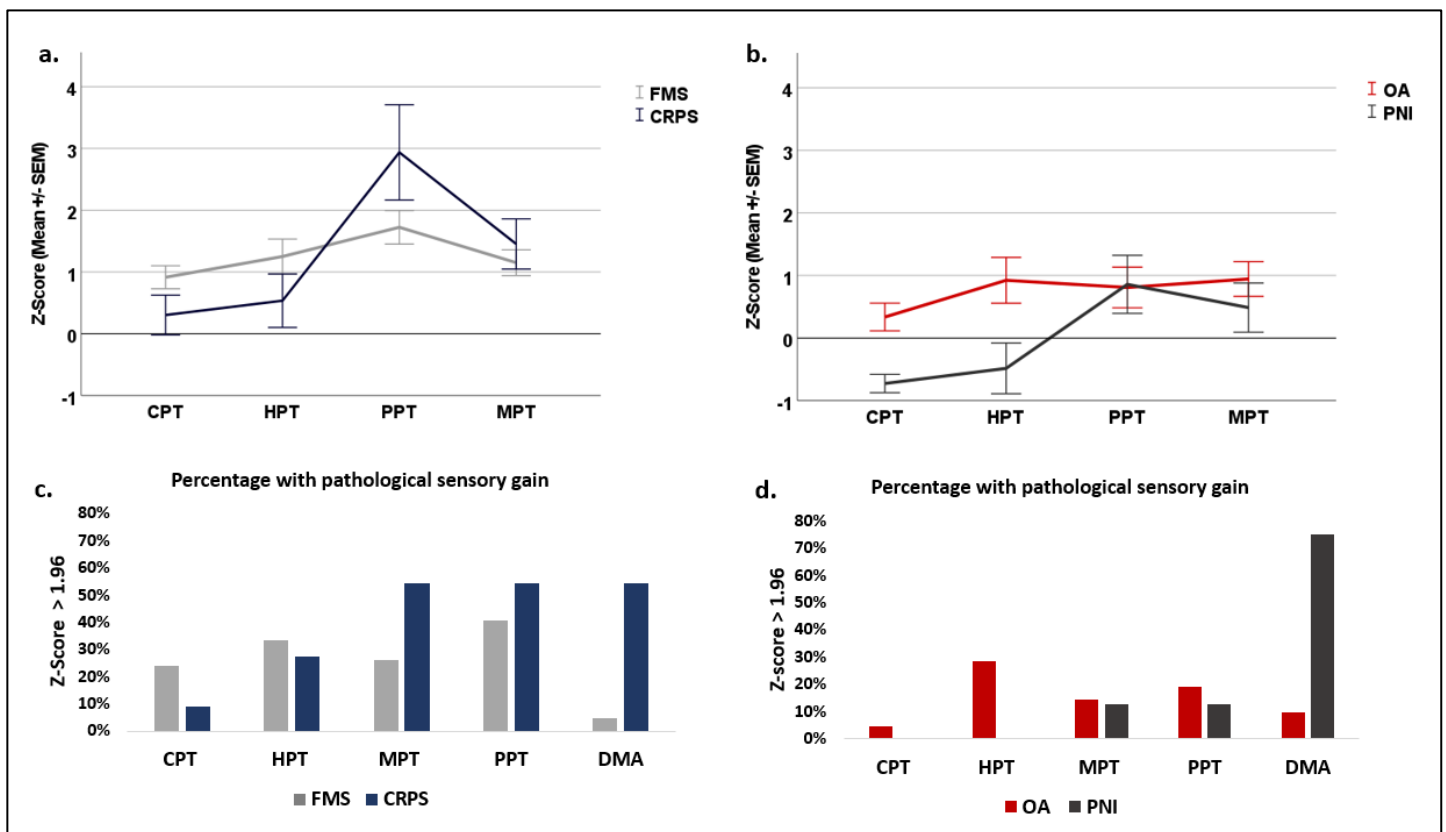 a.
Z-Score (Mean +/- SEM)
4
3
2
1
0
-1
CPT HPT PPT MPT
FMS
CRPS
b.
Z-Score (Mean +/- SEM)
4
3
2
1
0
-1
CPT HPT PPT MPT
OA
PNI
c.
Percentage with pathological sensory gain
Z-Score > 1.96
80%
70%
60%
50%
40%
30%
20%
10%
0%
CPT HPT MPT PPT DMA
FMS CRPS
d.
Percentage with pathological sensory gain
Z-score > 1.96
80%
70%
60%
50%
40%
30%
20%
10%
0%
CPT HPT MPT PPT DMA
OA PNI